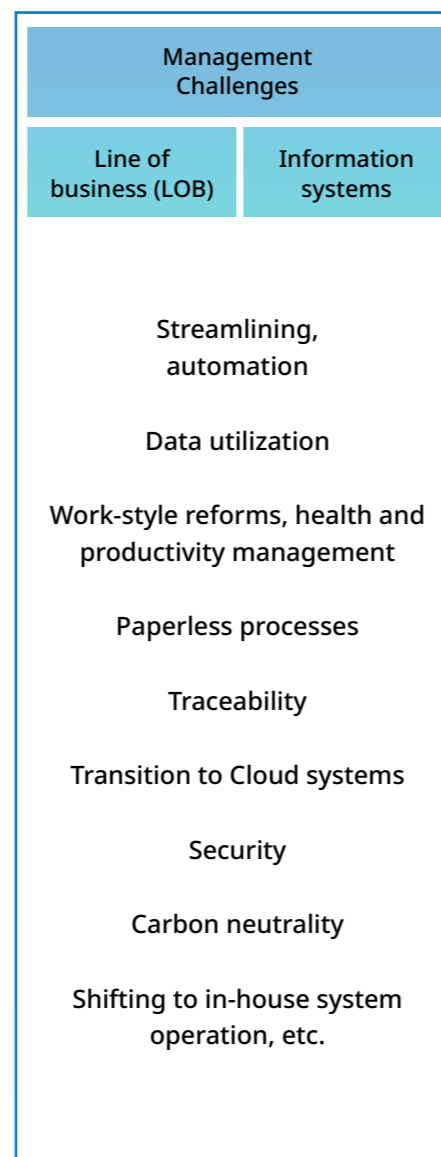 Management
Challenges
Line of
business (LOB)
Information
systems
Streamlining,
automation
Data utilization
Work-style reforms, health and
productivity management
Paperless processes
Traceability
Transition to Cloud systems
Security
Carbon neutrality
Shifting to in-house system
operation, etc.